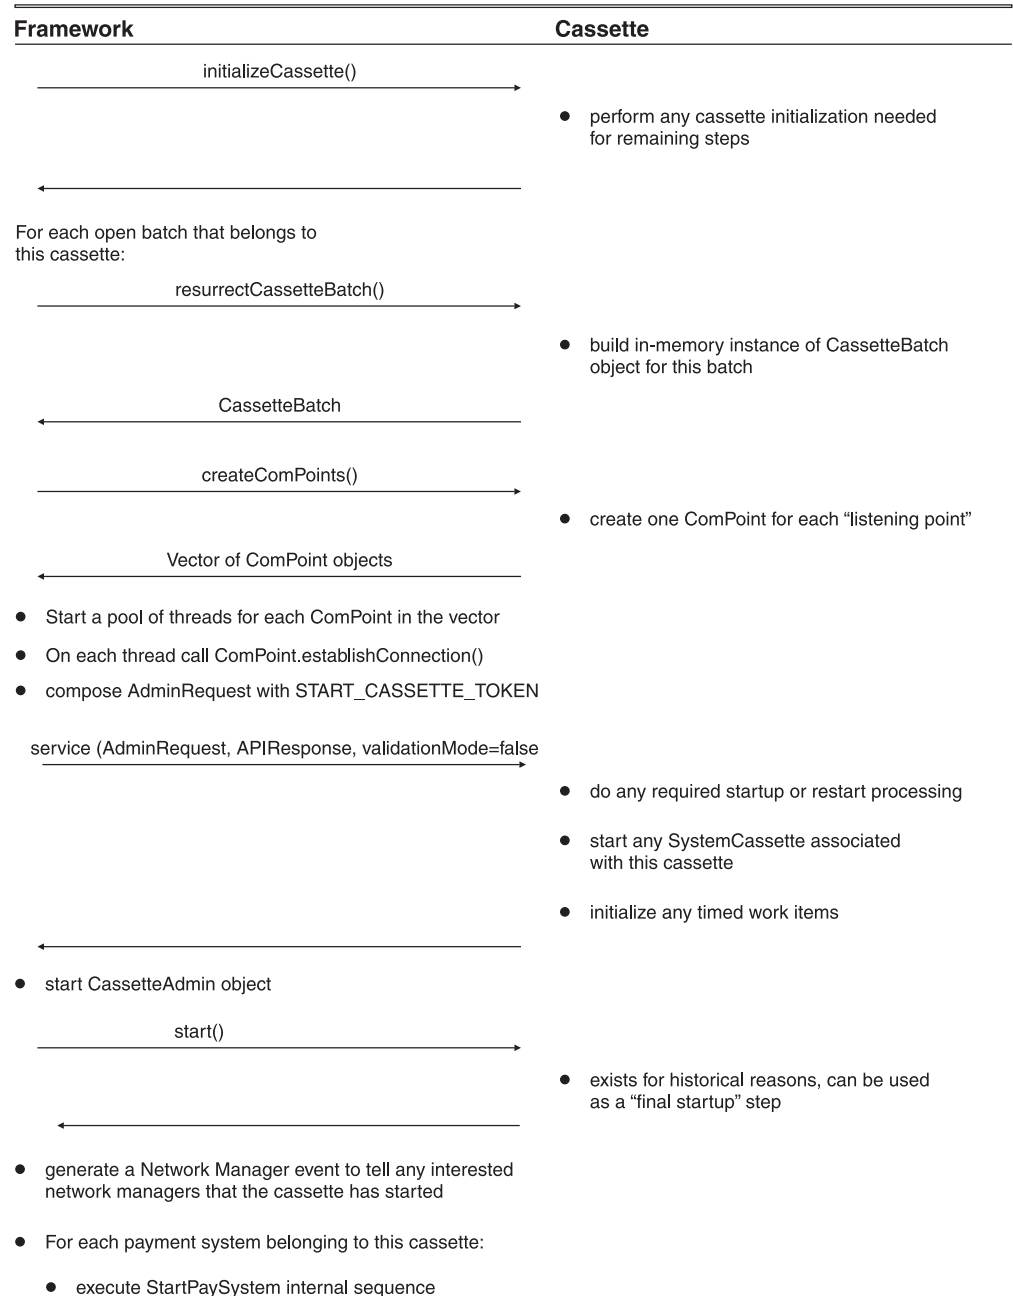 Framework Cassette
initializeCassette()
● perform any cassette initialization needed
for remaining steps
For each open batch that belongs to
this cassette:
resurrectCassetteBatch()
● build in-memory instance of CassetteBatch
object for this batch
CassetteBatch
createComPoints()
● create one ComPoint for each “listening point”
Vector of ComPoint objects
● Start a pool of threads for each ComPoint in the vector
● On each thread call ComPoint.establishConnection()
● compose AdminRequest with START_CASSETTE_TOKEN
service (AdminRequest, APIResponse, validationMode=false
● do any required startup or restart processing
● start any SystemCassette associated
with this cassette
● initialize any timed work items
● start CassetteAdmin object
start()
● exists for historical reasons, can be used
as a “final startup” step
● generate a Network Manager event to tell any interested
network managers that the cassette has started
● For each payment system belonging to this cassette:
● execute StartPaySystem internal sequence